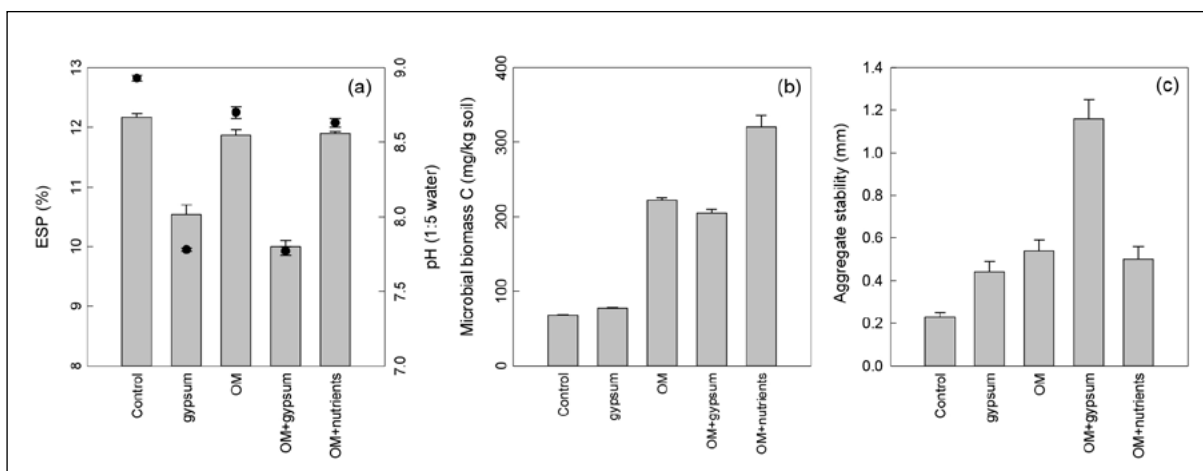 (a)
ESP (%)
13
12
11
10
9
8
pH (1:5 water)
9.0
8.5
8.0
7.5
7.0
Control
gypsum
OM
OM+gypsum
OM+nutrients
(b)
Microbial biomass C (mg/kg soil)
400
300
200
100
0
Control
gypsum
OM
OM+gypsum
OM+nutrients
(c)
Aggregate stability (mm)
1.4
1.2
1.0
0.8
0.6
0.4
0.2
0.0
Control
gypsum
OM
OM+gypsum
OM+nutrients